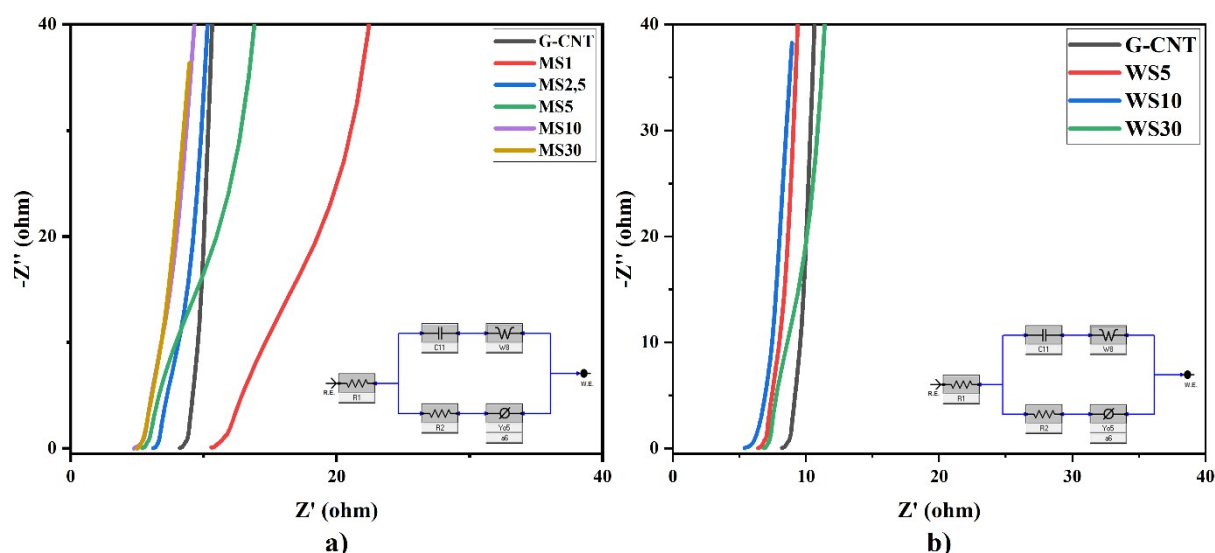 40
30
20
10
0
-Z'' (ohm)
0
20
40
Z' (ohm)
a)
G-CNT
MS1
MS2,5
MS5
MS10
MS30
C11
W8
R.E.
R1
W.E.
R2
Yo5
a6
40
30
20
10
0
-Z'' (ohm)
0
10
20
30
40
Z' (ohm)
b)
G-CNT
WS5
WS10
WS30
C11
W8
R.E.
R1
W.E.
R2
Yo5
a6